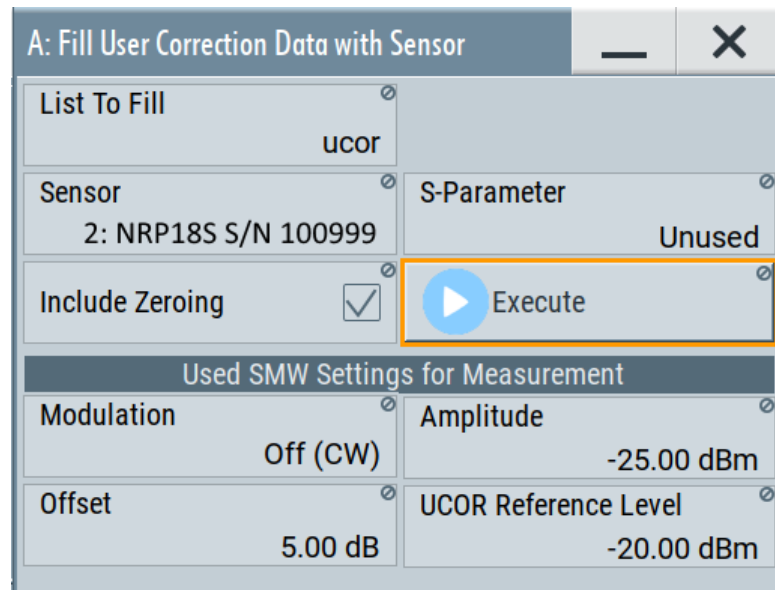 A: Fill User Correction Data with Sensor
List To Fill
ucor
Sensor
2: NRP18S S/N 100999
S-Parameter
Unused
Include Zeroing
Execute
Used SMW Settings for Measurement
Modulation
Off (CW)
Amplitude
-25.00 dBm
Offset
5.00 dB
UCOR Reference Level
-20.00 dBm